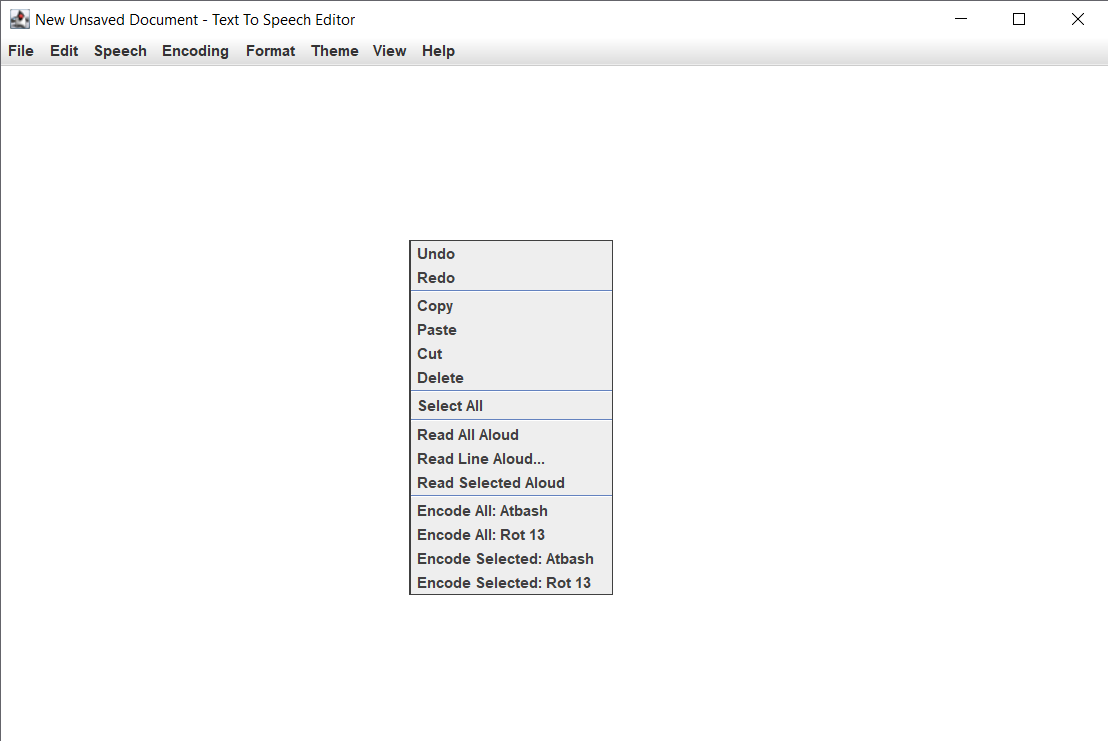 New Unsaved Document - Text To Speech Editor
File Edit Speech Encoding Format Theme View Help
Undo
Redo
Copy
Paste
Cut
Delete
Select All
Read All Aloud
Read Line Aloud...
Read Selected Aloud
Encode All: Atbash
Encode All: Rot 13
Encode Selected: Atbash
Encode Selected: Rot 13